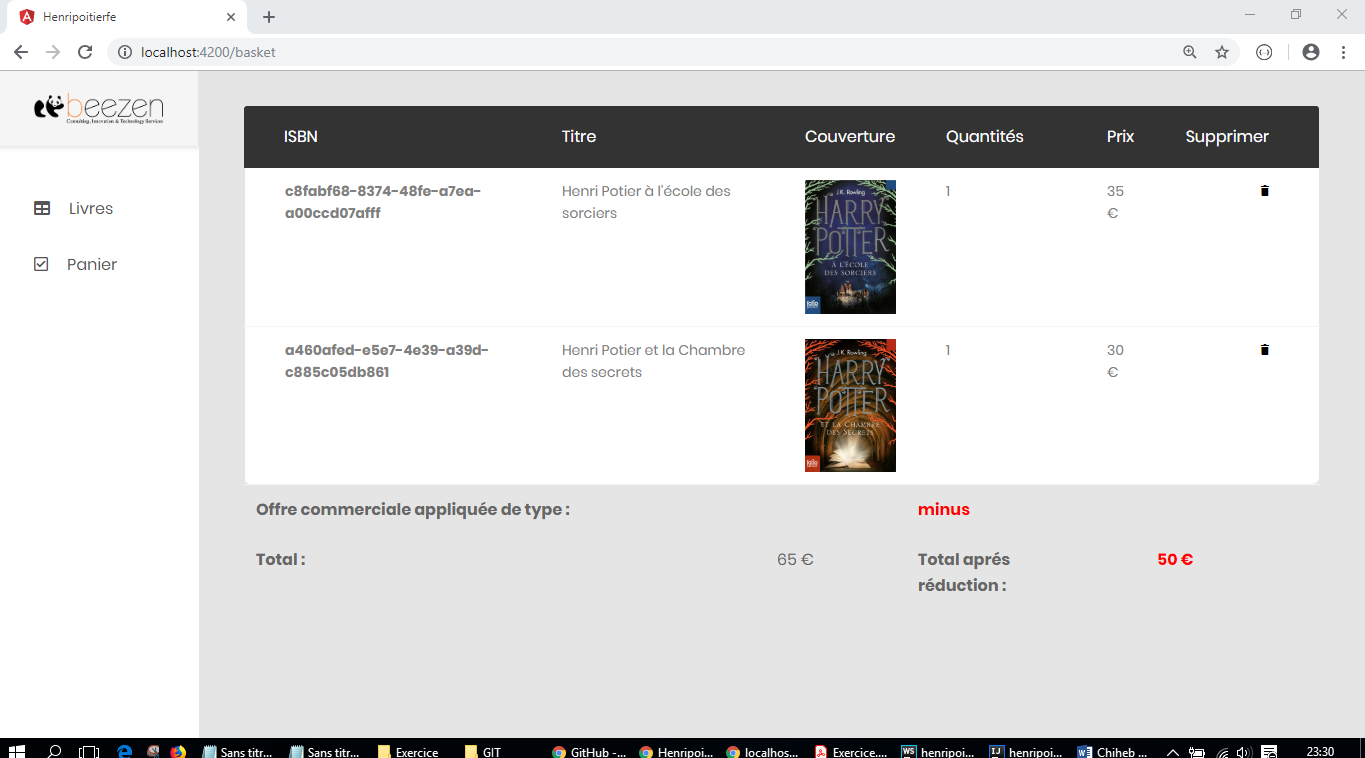 Henripoitierfe
localhost:4200/basket
beezen
Consulting, Innovation & Technology Services
Livres
Panier
ISBN Titre Couverture Quantités Prix Supprimer
c8fabf68-8374-48fe-a7ea-
a00ccd07afff
Henri Potier à l'école des
sorciers
J.K. Rowling
HARRY
POTTER
À L'ÉCOLE
DES SORCIERS
folio
1
35
€
a460afed-e5e7-4e39-a39d-
c885c05db861
Henri Potier et la Chambre
des secrets
J.K. Rowling
HARRY
POTTER
ET LA CHAMBRE
DES SECRETS
folio
1
30
€
Offre commerciale appliquée de type : minus
Total : 65 €
Total aprés
réduction :
50 €
Sans titr... Sans titr... Exercice GIT GitHub -... Henripoi... localhos... Exercice.... henripoi... henripoi... Chiheb ... 23:30